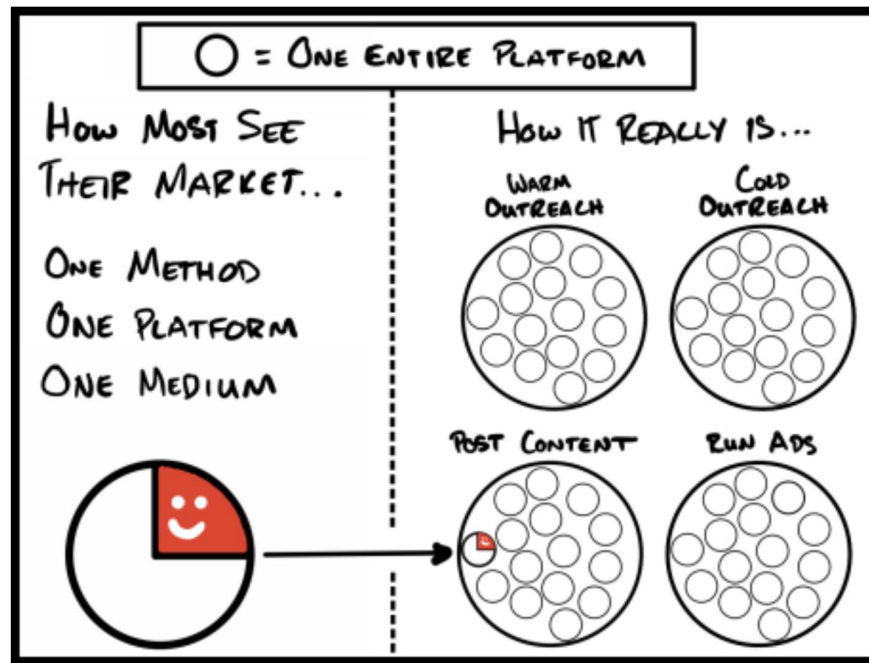 = ONE ENTIRE PLATFORM
HOW MOST SEE
THEIR MARKET...
ONE METHOD
ONE PLATFORM
ONE MEDIUM
HOW IT REALLY IS...
WARM
OUTREACH
COLD
OUTREACH
POST CONTENT
RUN ADS